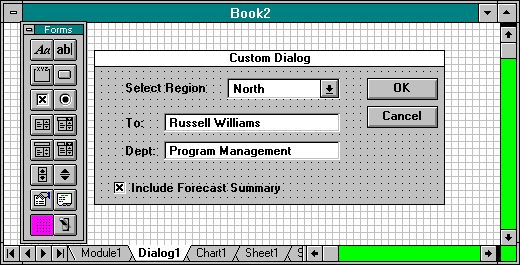 Book2
Forms
Aa ab|
xyz
Custom Dialog
Select Region North OK
Cancel
To: Russell Williams
Dept: Program Management
Include Forecast Summary
Module1 Dialog1 Chart1 Sheet1 S